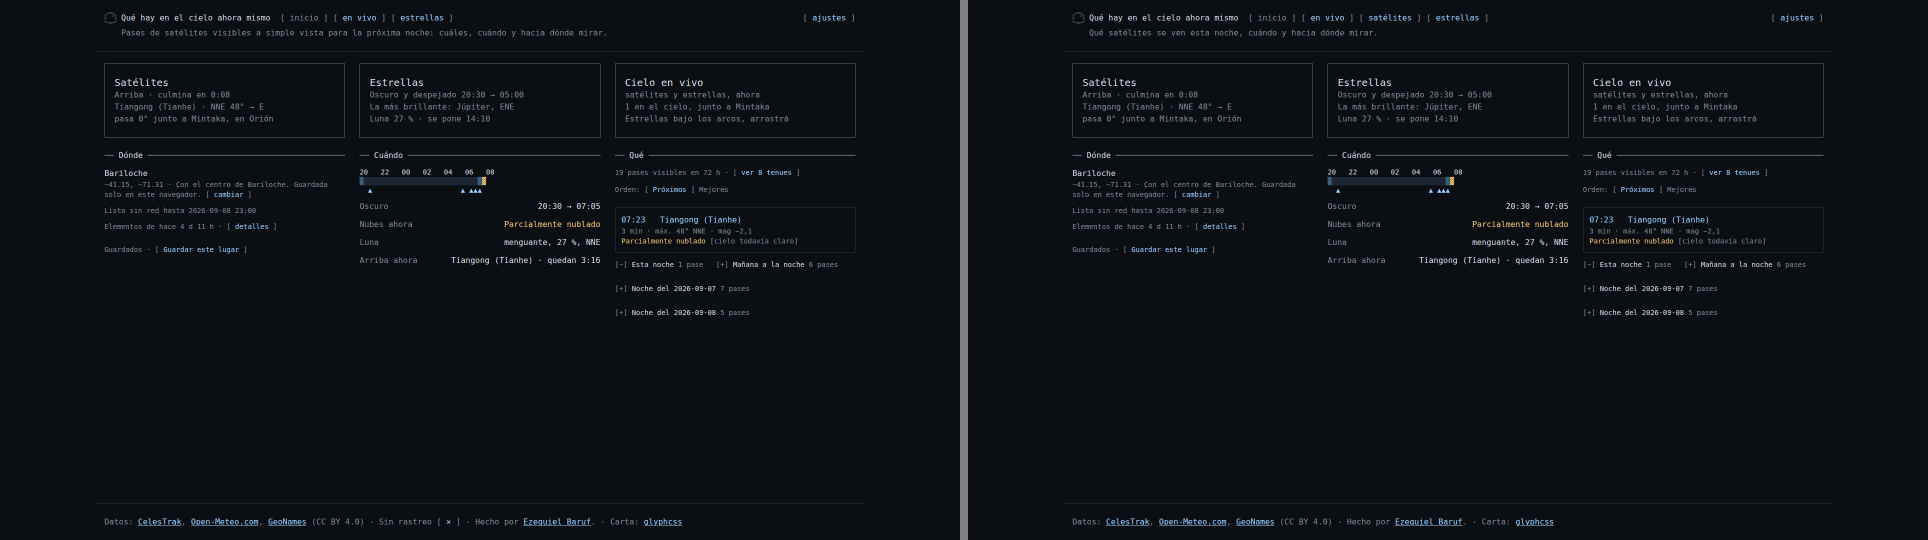 Qué hay en el cielo ahora mismo [ inicio ] [ en vivo ] [ estrellas ] [ ajustes ]
Pases de satélites visibles a simple vista para la próxima noche: cuáles, cuándo y hacia dónde mirar.
Satélites
Arriba · culmina en 0:08
Tiangong (Tianhe) · NNE 48° → E
pasa 0° junto a Mintaka, en Orión
Estrellas
Oscuro y despejado 20:30 → 05:00
La más brillante: Júpiter, ENE
Luna 27 % · se pone 14:10
Cielo en vivo
satélites y estrellas, ahora
1 en el cielo, junto a Mintaka
Estrellas bajo los arcos, arrastrá
Dónde
Bariloche
−41.15, −71.31 · Con el centro de Bariloche. Guardada
solo en este navegador. [ cambiar ]
Listo sin red hasta 2026-09-08 23:00
Elementos de hace 4 d 11 h · [ detalles ]
Guardados · [ Guardar este lugar ]
Cuándo
20 22 00 02 04 06 08
▲ ▲ ▲▲▲
Oscuro 20:30 → 07:05
Nubes ahora Parcialmente nublado
Luna menguante, 27 %, NNE
Arriba ahora Tiangong (Tianhe) · quedan 3:16
Qué
19 pases visibles en 72 h · [ ver 8 tenues ]
Orden: [ Próximos ] Mejores
07:23 Tiangong (Tianhe)
3 min · máx. 48° NNE · mag −2,1
Parcialmente nublado [cielo todavía claro]
[−] Esta noche 1 pase [+] Mañana a la noche 6 pases
[+] Noche del 2026-09-07 7 pases
[+] Noche del 2026-09-08 5 pases
Datos: CelesTrak, Open-Meteo.com, GeoNames (CC BY 4.0) · Sin rastreo [ × ] · Hecho por Ezequiel Baruf. · Carta: glyphcss
Qué hay en el cielo ahora mismo [ inicio ] [ en vivo ] [ satélites ] [ estrellas ] [ ajustes ]
Qué satélites se ven esta noche, cuándo y hacia dónde mirar.
Satélites
Arriba · culmina en 0:08
Tiangong (Tianhe) · NNE 48° → E
pasa 0° junto a Mintaka, en Orión
Estrellas
Oscuro y despejado 20:30 → 05:00
La más brillante: Júpiter, ENE
Luna 27 % · se pone 14:10
Cielo en vivo
satélites y estrellas, ahora
1 en el cielo, junto a Mintaka
Estrellas bajo los arcos, arrastrá
Dónde
Bariloche
−41.15, −71.31 · Con el centro de Bariloche. Guardada
solo en este navegador. [ cambiar ]
Listo sin red hasta 2026-09-08 23:00
Elementos de hace 4 d 11 h · [ detalles ]
Guardados · [ Guardar este lugar ]
Cuándo
20 22 00 02 04 06 08
▲ ▲ ▲▲▲
Oscuro 20:30 → 07:05
Nubes ahora Parcialmente nublado
Luna menguante, 27 %, NNE
Arriba ahora Tiangong (Tianhe) · quedan 3:16
Qué
19 pases visibles en 72 h · [ ver 8 tenues ]
Orden: [ Próximos ] Mejores
07:23 Tiangong (Tianhe)
3 min · máx. 48° NNE · mag −2,1
Parcialmente nublado [cielo todavía claro]
[−] Esta noche 1 pase [+] Mañana a la noche 6 pases
[+] Noche del 2026-09-07 7 pases
[+] Noche del 2026-09-08 5 pases
Datos: CelesTrak, Open-Meteo.com, GeoNames (CC BY 4.0) · Sin rastreo [ × ] · Hecho por Ezequiel Baruf. · Carta: glyphcss